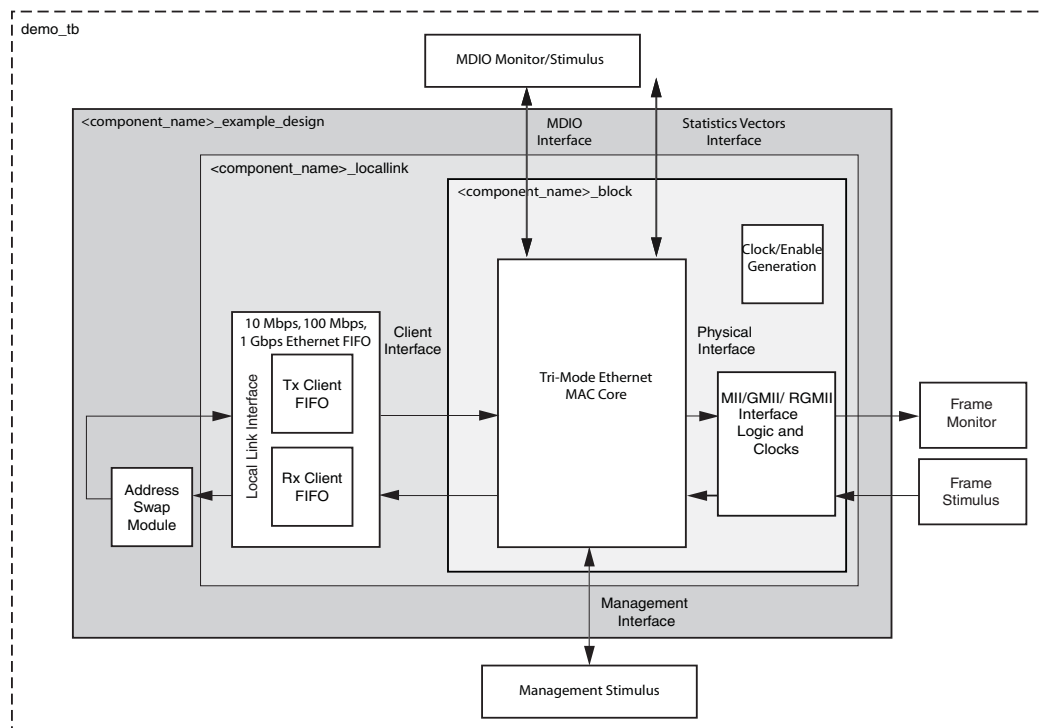 demo_tb
MDIO Monitor/Stimulus
<component_name>_example_design
MDIO
Interface
Statistics Vectors
Interface
<component_name>_locallink
<component_name>_block
Clock/Enable
Generation
10 Mbps, 100 Mbps,
1 Gbps Ethernet FIFO
Client
Interface
Physical
Interface
Local Link Interface
Tx Client
FIFO
Tri-Mode Ethernet
MAC Core
MII/GMII/ RGMII
Interface
Logic and
Clocks
Frame
Monitor
Rx Client
FIFO
Address
Swap
Module
Frame
Stimulus
Management
Interface
Management Stimulus